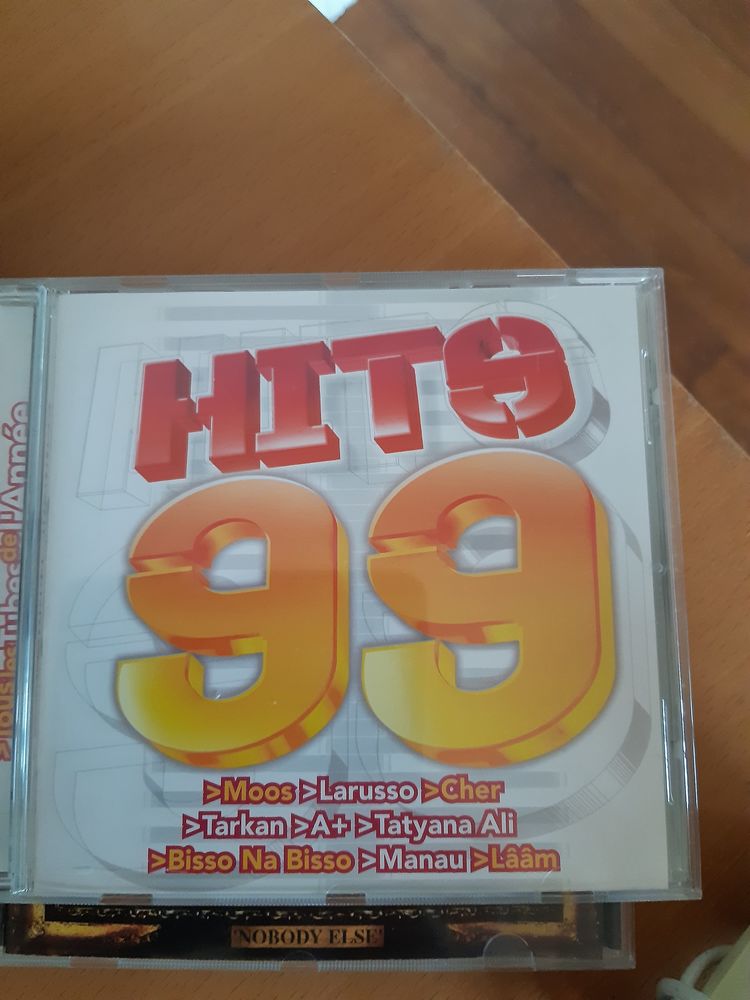 HITS
99
>Moos >Larusso >Cher
>Tarkan >A+ >Tatyana Ali
>Bisso Na Bisso >Manau >Lââm
>Tous les Tubes de l'Année
'NOBODY ELSE'